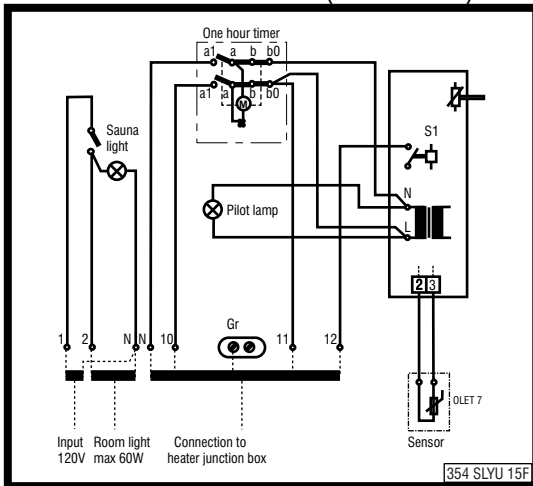 One hour timer
a1 a b b0
a1 a b b0
M
Sauna
light
S1
Pilot lamp
N
L
2 3
Gr
1 2 N N 10 11 12
OLET 7
Input
120V
Room light
max 60W
Connection to
heater junction box
Sensor
354 SLYU 15F